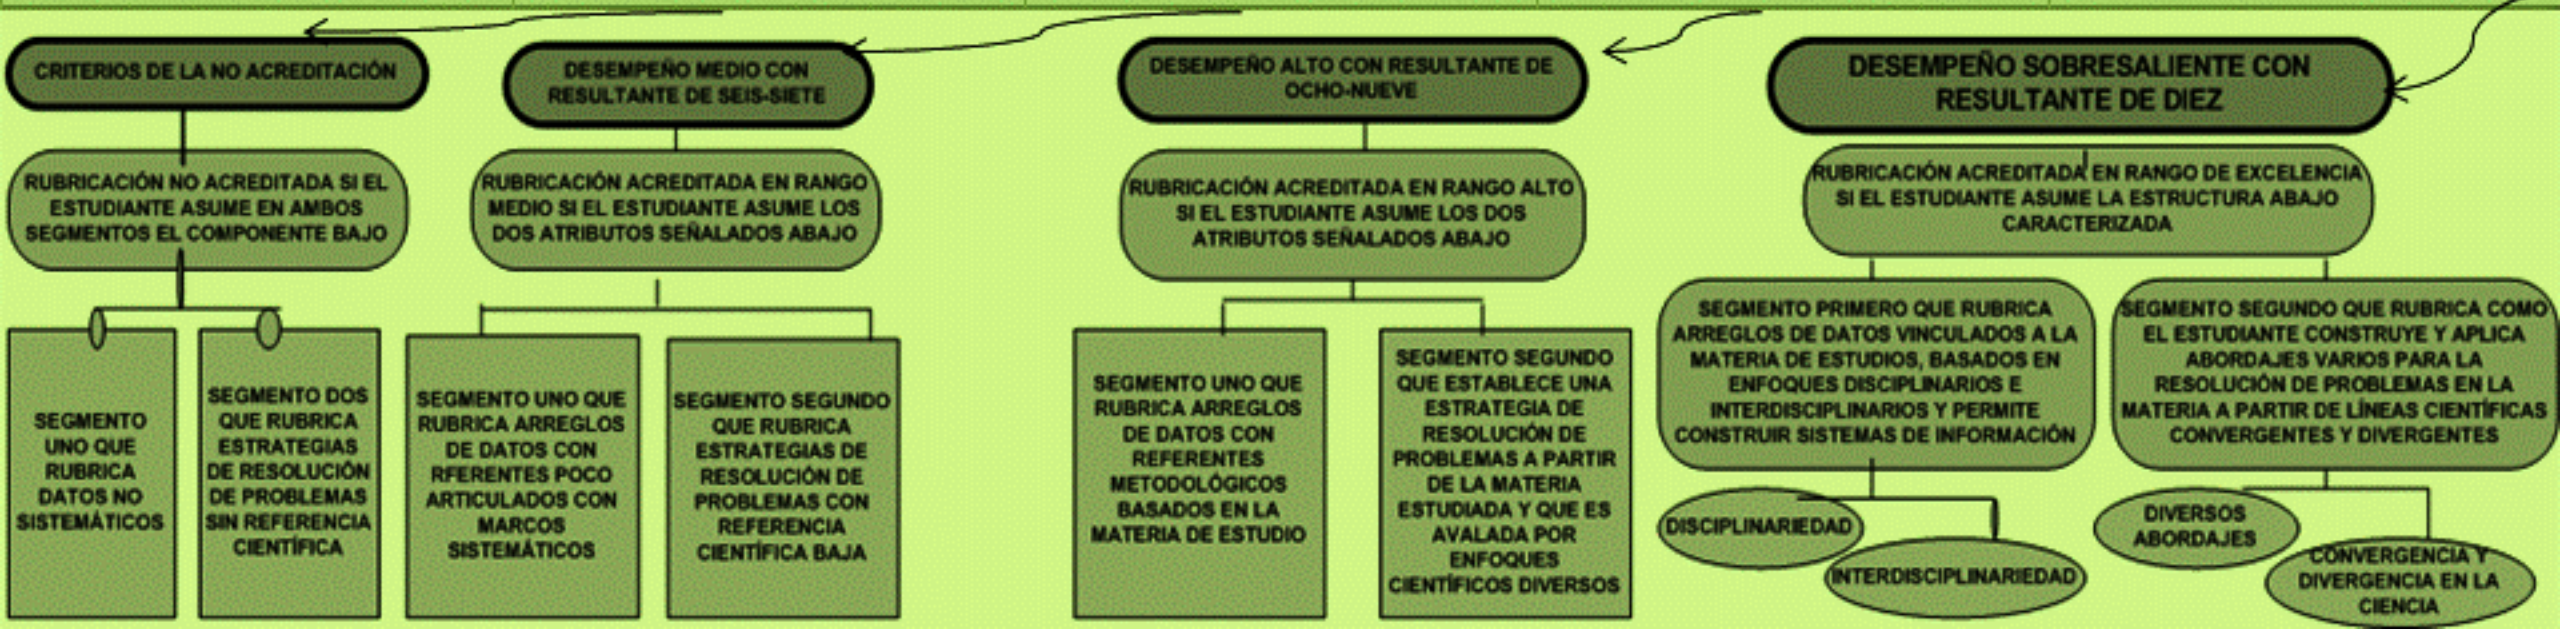 CRITERIOS DE LA NO ACREDITACIÓN
RUBRICACIÓN NO ACREDITADA SI EL
ESTUDIANTE ASUME EN AMBOS
SEGMENTOS EL COMPONENTE BAJO
SEGMENTO
UNO QUE
RUBRICA
DATOS NO
SISTEMÁTICOS
SEGMENTO DOS
QUE RUBRICA
ESTRATEGIAS
DE RESOLUCIÓN
DE PROBLEMAS
SIN REFERENCIA
CIENTÍFICA
DESEMPEÑO MEDIO CON
RESULTANTE DE SEIS-SIETE
RUBRICACIÓN ACREDITADA EN RANGO
MEDIO SI EL ESTUDIANTE ASUME LOS
DOS ATRIBUTOS SEÑALADOS ABAJO
SEGMENTO UNO QUE
RUBRICA ARREGLOS
DE DATOS CON
RFERENTES POCO
ARTICULADOS CON
MARCOS
SISTEMÁTICOS
SEGMENTO SEGUNDO
QUE RUBRICA
ESTRATEGIAS DE
RESOLUCIÓN DE
PROBLEMAS CON
REFERENCIA
CIENTÍFICA BAJA
DESEMPEÑO ALTO CON RESULTANTE DE
OCHO-NUEVE
RUBRICACIÓN ACREDITADA EN RANGO ALTO
SI EL ESTUDIANTE ASUME LOS DOS
ATRIBUTOS SEÑALADOS ABAJO
SEGMENTO UNO QUE
RUBRICA ARREGLOS
DE DATOS CON
REFERENTES
METODOLÓGICOS
BASADOS EN LA
MATERIA DE ESTUDIO
SEGMENTO SEGUNDO
QUE ESTABLECE UNA
ESTRATEGIA DE
RESOLUCIÓN DE
PROBLEMAS A PARTIR
DE LA MATERIA
ESTUDIADA Y QUE ES
AVALADA POR
ENFOQUES
CIENTÍFICOS DIVERSOS
DESEMPEÑO SOBRESALIENTE CON
RESULTANTE DE DIEZ
RUBRICACIÓN ACREDITADA EN RANGO DE EXCELENCIA
SI EL ESTUDIANTE ASUME LA ESTRUCTURA ABAJO
CARACTERIZADA
SEGMENTO PRIMERO QUE RUBRICA
ARREGLOS DE DATOS VINCULADOS A LA
MATERIA DE ESTUDIOS, BASADOS EN
ENFOQUES DISCIPLINARIOS E
INTERDISCIPLINARIOS Y PERMITE
CONSTRUIR SISTEMAS DE INFORMACIÓN
DISCIPLINARIEDAD
INTERDISCIPLINARIEDAD
SEGMENTO SEGUNDO QUE RUBRICA COMO
EL ESTUDIANTE CONSTRUYE Y APLICA
ABORDAJES VARIOS PARA LA
RESOLUCIÓN DE PROBLEMAS EN LA
MATERIA A PARTIR DE LÍNEAS CIENTÍFICAS
CONVERGENTES Y DIVERGENTES
DIVERSOS
ABORDAJES
CONVERGENCIA Y
DIVERGENCIA EN LA
CIENCIA